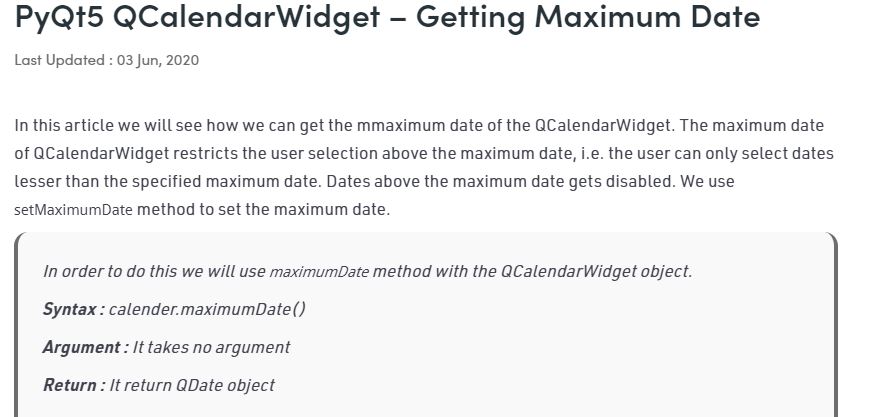 PyQt5 QCalendarWidget – Getting Maximum Date
Last Updated : 03 Jun, 2020
In this article we will see how we can get the mmaximum date of the QCalendarWidget. The maximum date
of QCalendarWidget restricts the user selection above the maximum date, i.e. the user can only select dates
lesser than the specified maximum date. Dates above the maximum date gets disabled. We use
setMaximumDate method to set the maximum date.
In order to do this we will use maximumDate method with the QCalendarWidget object.
Syntax : calender.maximumDate()
Argument : It takes no argument
Return : It return QDate object